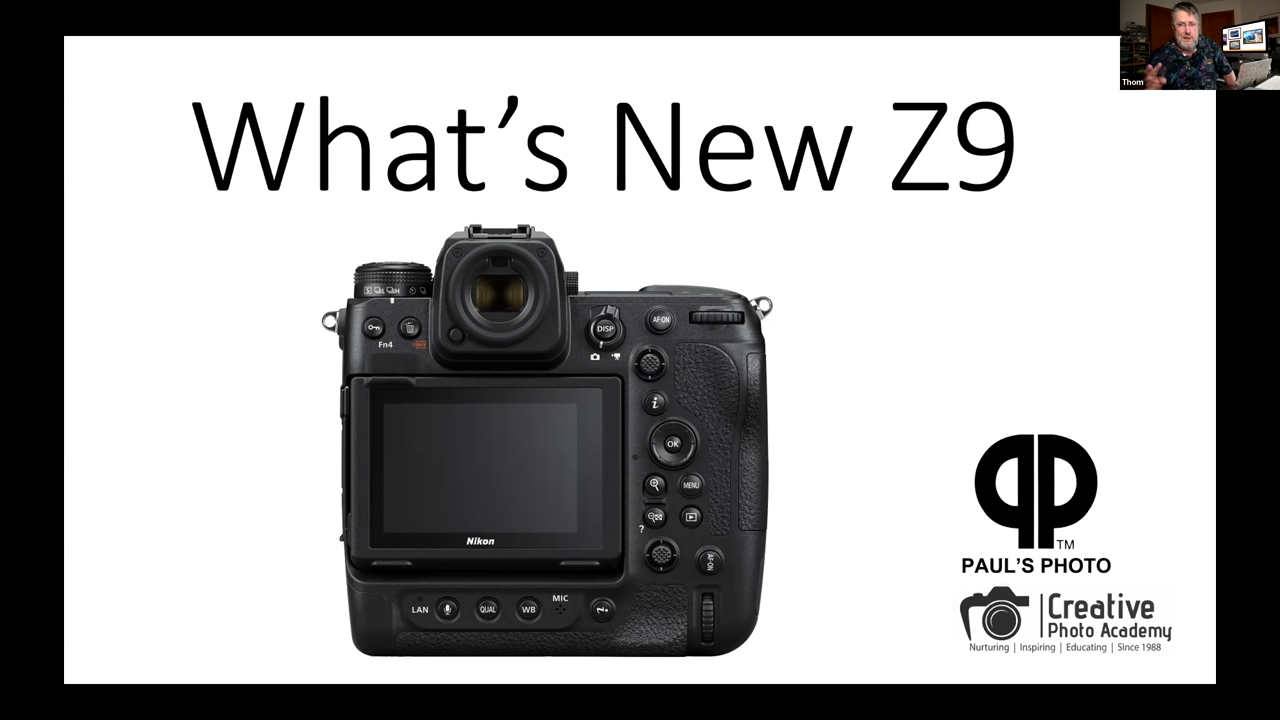 Thom
What's New Z9
S L H
Fn4
DISP
AF-ON
i
OK
MENU
?
Nikon
AF-ON
LAN
QUAL
WB
MIC
TM
PAUL'S PHOTO
Creative
Photo Academy
Nurturing | Inspiring | Educating | Since 1988